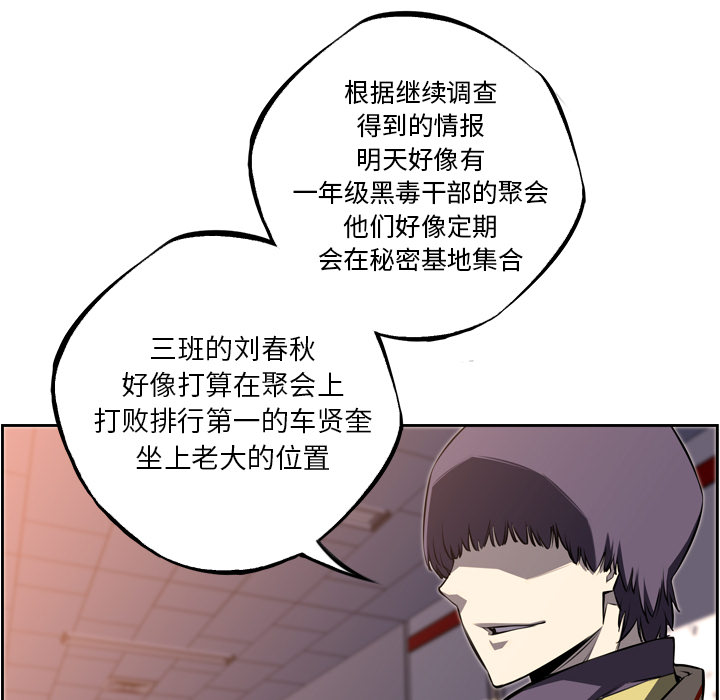 根据继续调查
得到的情报
明天好像有
一年级黑毒干部的聚会
他们好像定期
会在秘密基地集合
三班的刘春秋
好像打算在聚会上
打败排行第一的车贤奎
坐上老大的位置